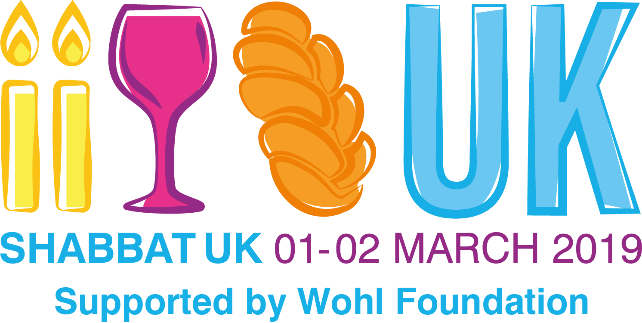 UK
SHABBAT UK 01-02 MARCH 2019
Supported by Wohl Foundation